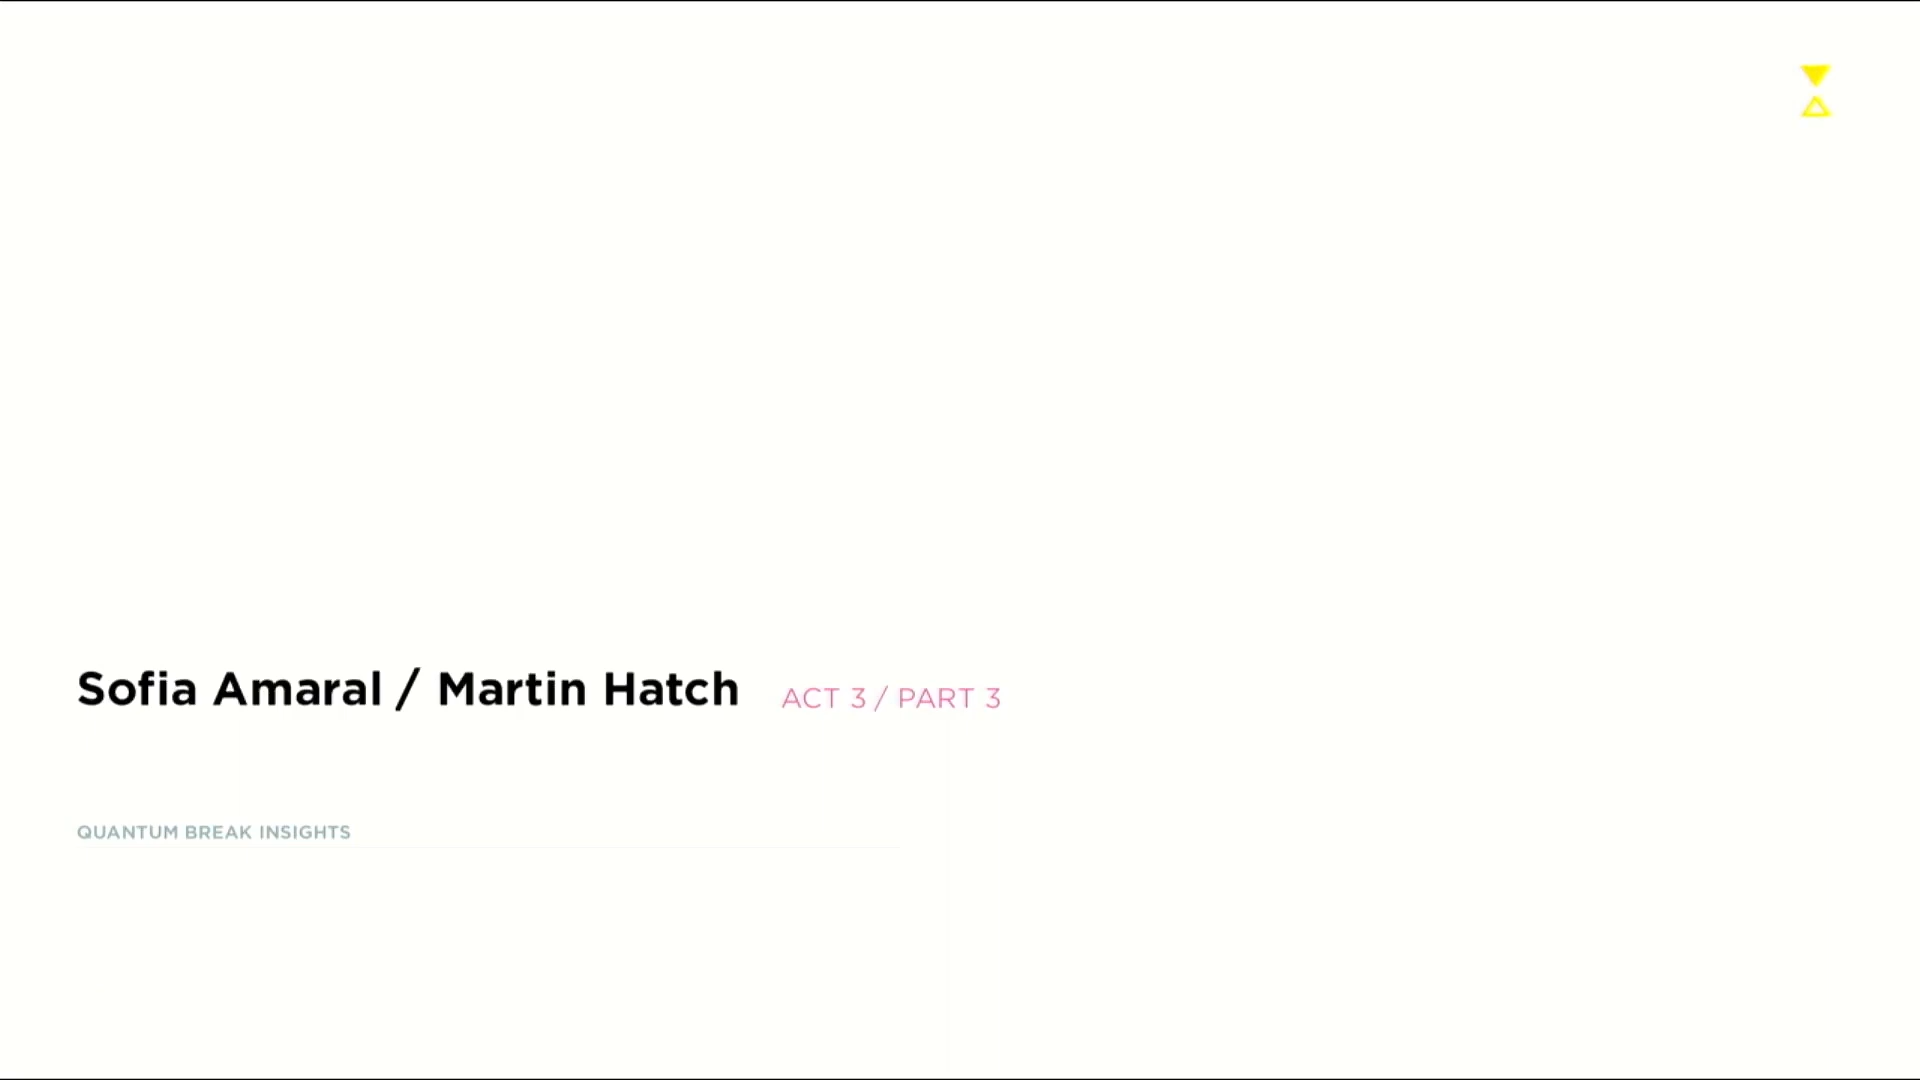 Sofia Amaral / Martin Hatch ACT 3 / PART 3
QUANTUM BREAK INSIGHTS